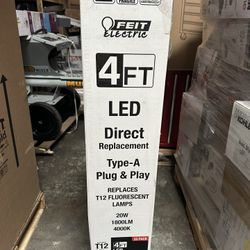 FEIT
electric
4FT
LED
Direct
Replacement
Type-A
Plug & Play
REPLACES
T12 FLUORESCENT
LAMPS
20W
1800LM
4000K
T12
4FT